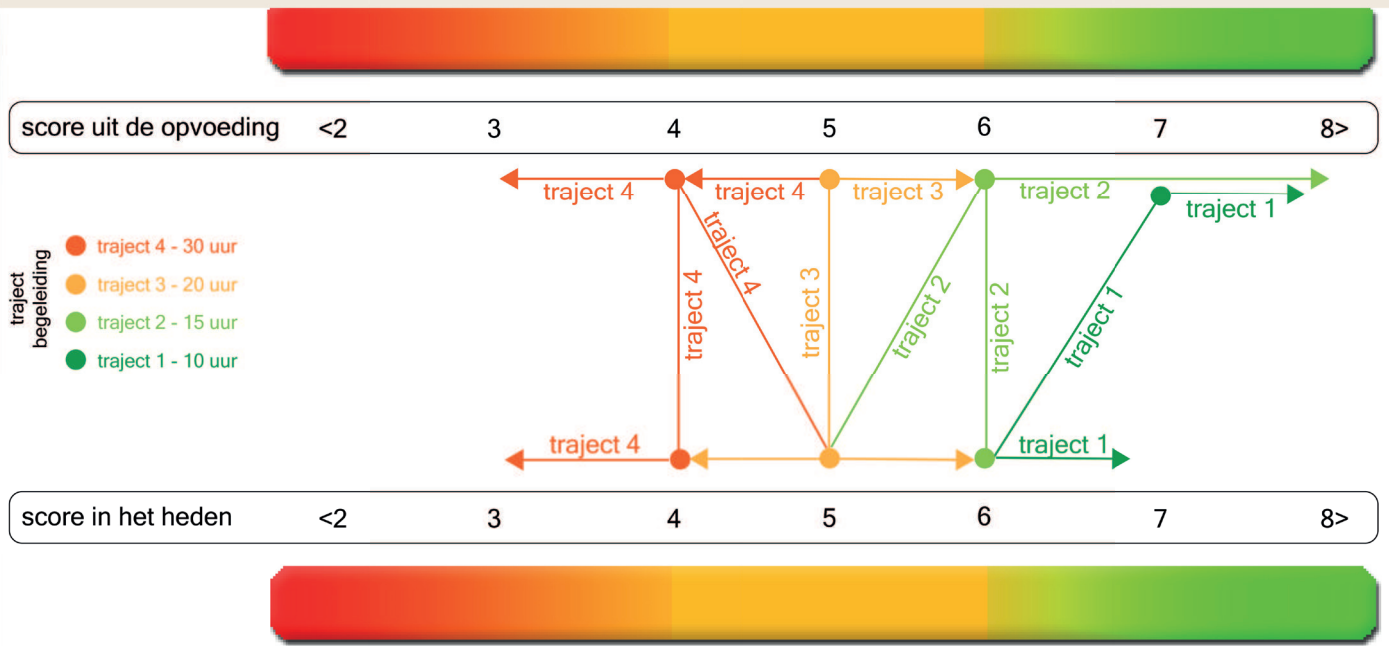 score uit de opvoeding <2 3 4 5 6 7 8>
traject 4 traject 4 traject 3 traject 2 traject 1
traject
begeleiding
traject 4 - 30 uur
traject 3 - 20 uur
traject 2 - 15 uur
traject 1 - 10 uur
traject 4
traject 4
traject 3
traject 2
traject 2
traject 1
traject 4 traject 1
score in het heden <2 3 4 5 6 7 8>